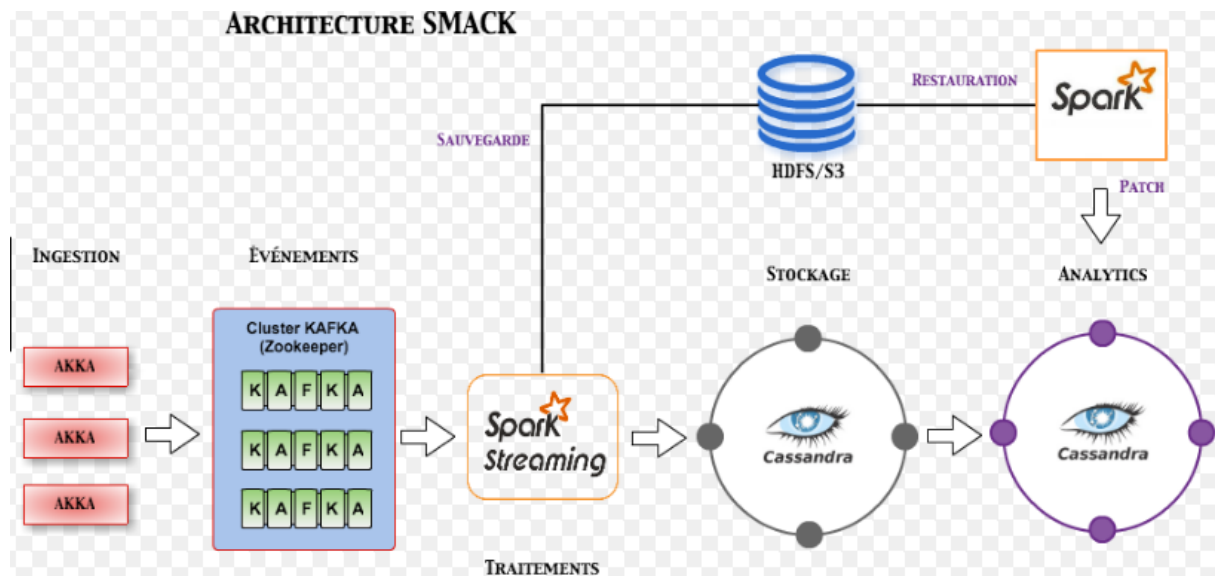 ARCHITECTURE SMACK
RESTAURATION
Spark
SAUVEGARDE
HDFS/S3
PATCH
INGESTION
ÉVÉNEMENTS
STOCKAGE
ANALYTICS
Cluster KAFKA
(Zookeeper)
AKKA
K A F K A
AKKA
K A F K A
Spark
Streaming
Cassandra
Cassandra
AKKA
K A F K A
TRAITEMENTS